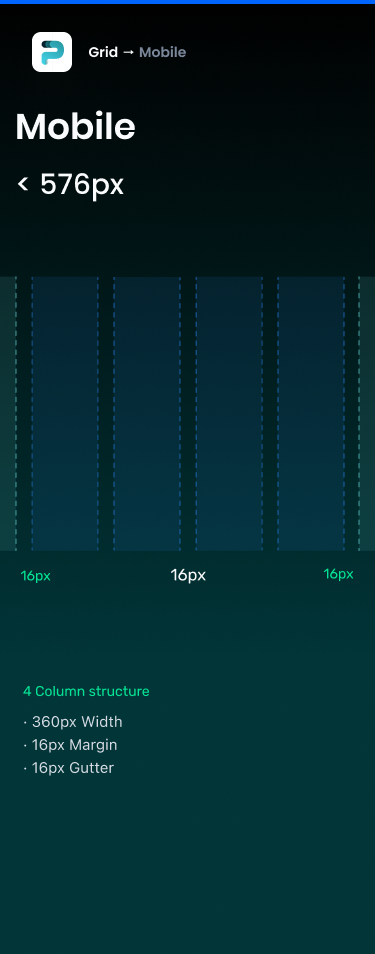 Grid → Mobile
Mobile
< 576px
16px 16px 16px
4 Column structure
· 360px Width
· 16px Margin
· 16px Gutter